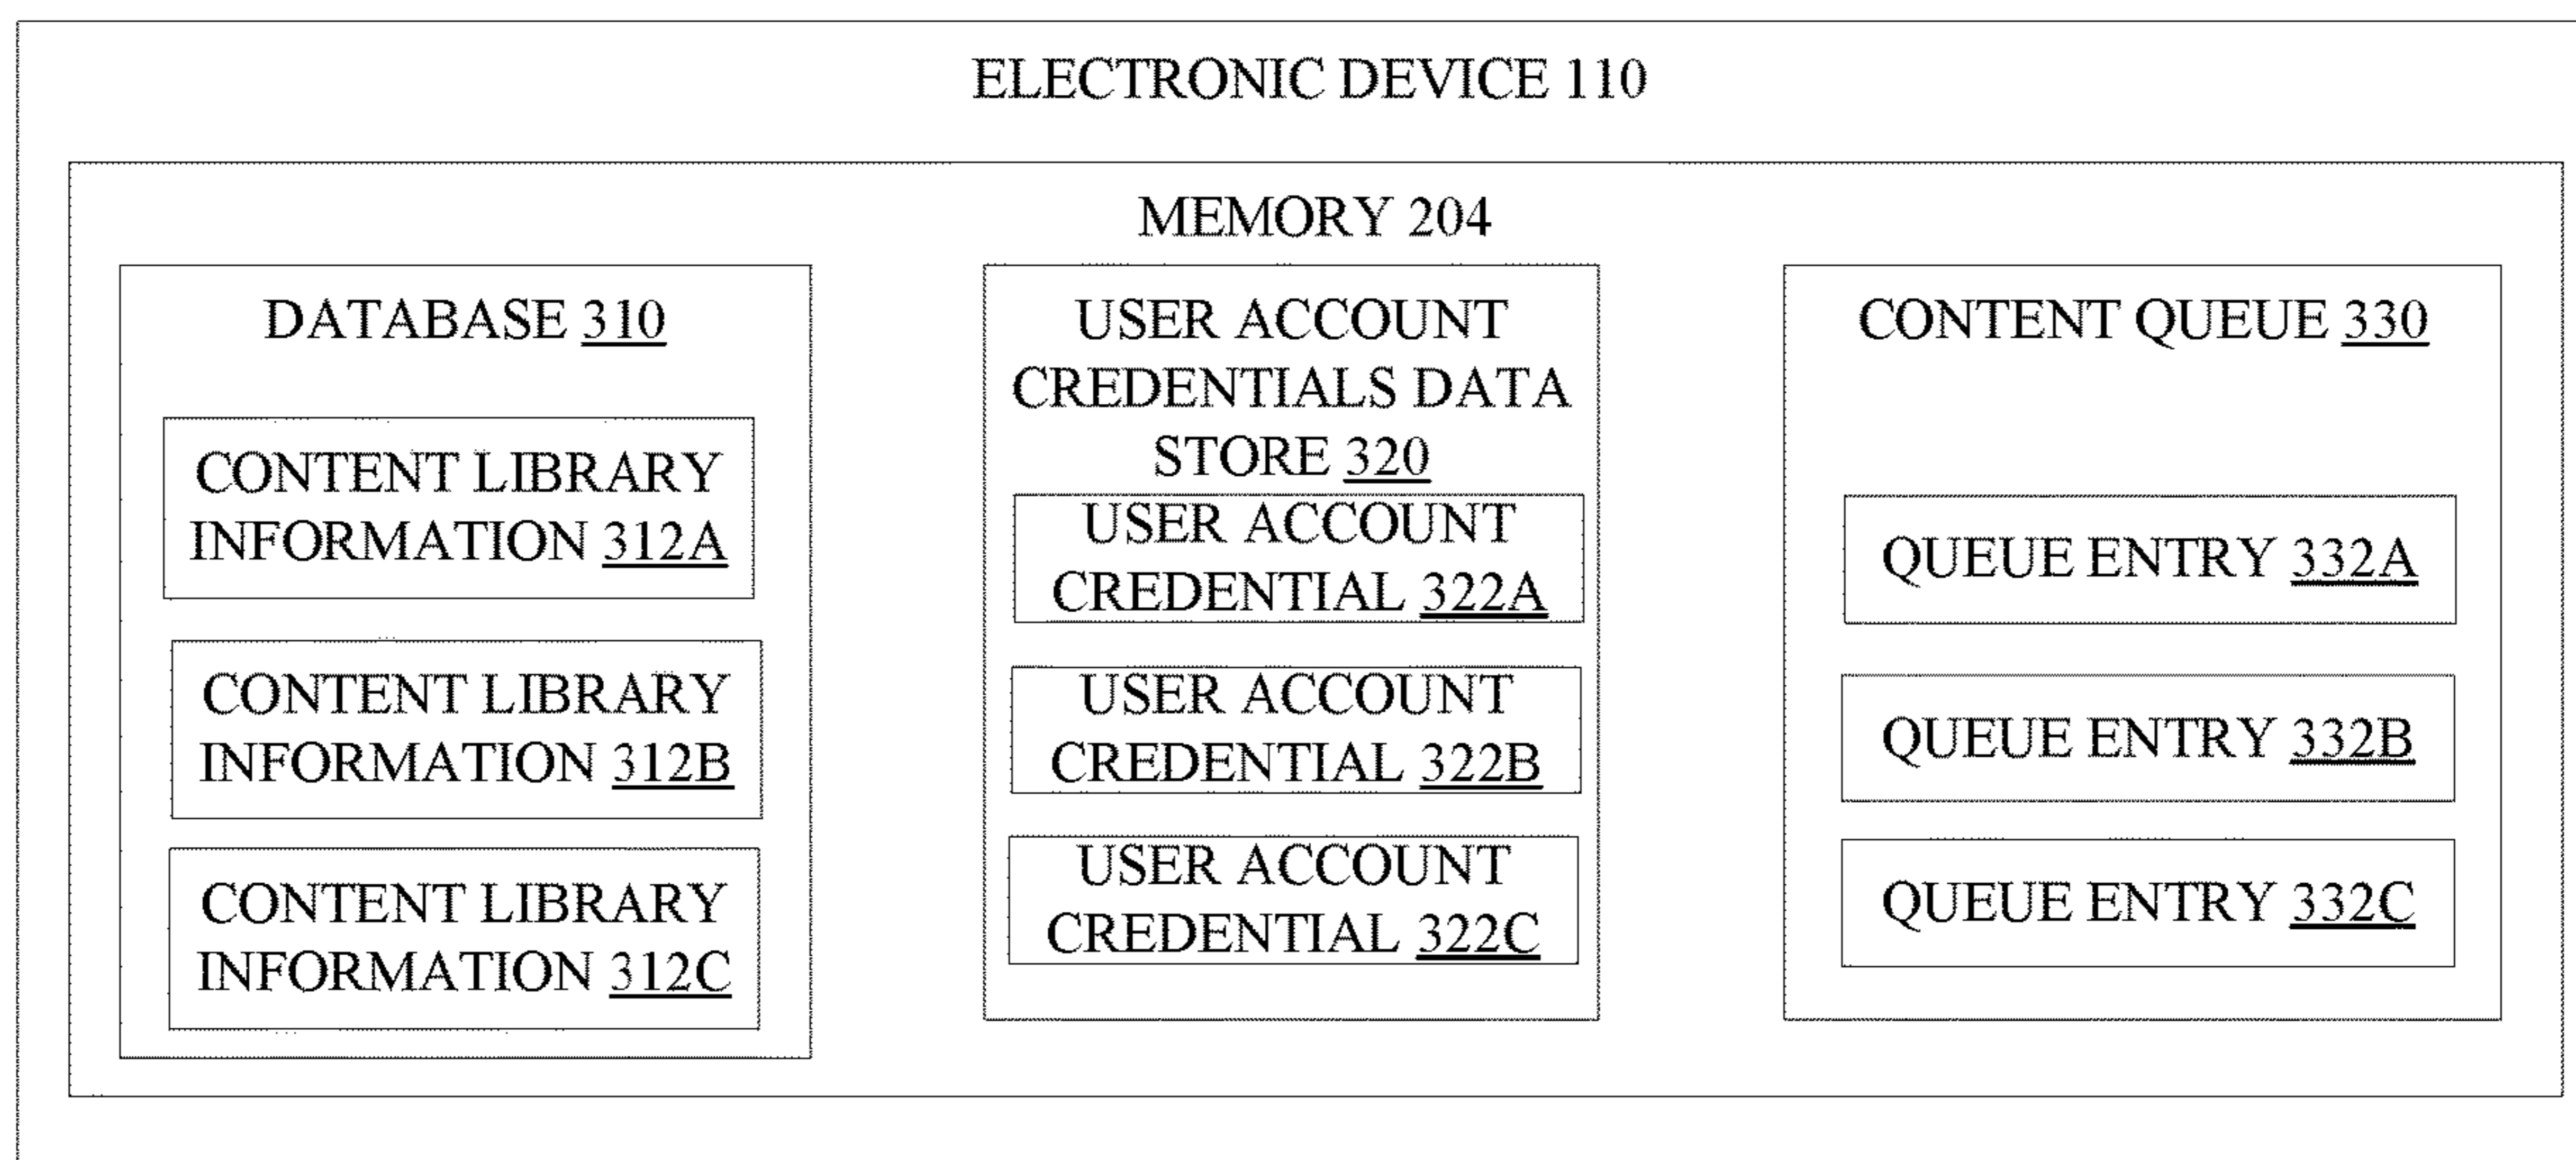 ELECTRONIC DEVICE 110
MEMORY 204
DATABASE 310
CONTENT LIBRARY
INFORMATION 312A
CONTENT LIBRARY
INFORMATION 312B
CONTENT LIBRARY
INFORMATION 312C
USER ACCOUNT
CREDENTIALS DATA
STORE 320
USER ACCOUNT
CREDENTIAL 322A
USER ACCOUNT
CREDENTIAL 322B
USER ACCOUNT
CREDENTIAL 322C
CONTENT QUEUE 330
QUEUE ENTRY 332A
QUEUE ENTRY 332B
QUEUE ENTRY 332C